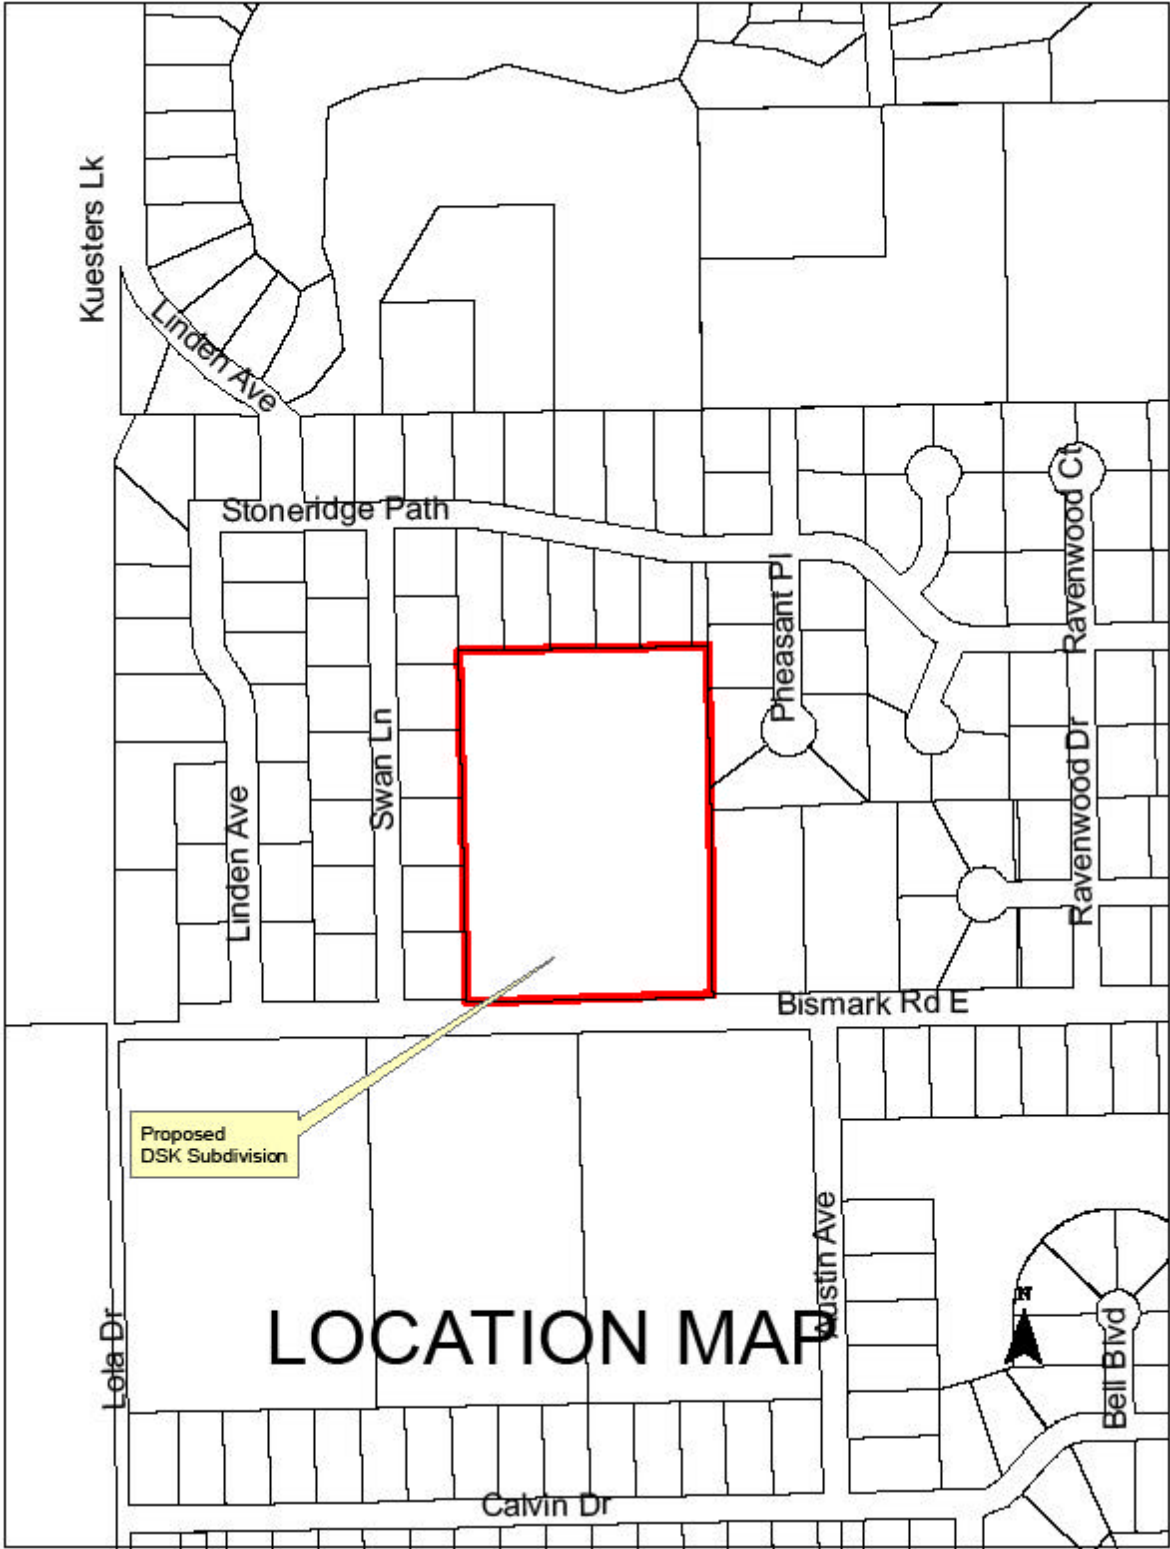 Kuesters Lk
Linden Ave
Stoneridge Path
Ravenwood Ct
Pheasant Pl
Swan Ln
Linden Ave
Ravenwood Dr
Bismark Rd E
Proposed
DSK Subdivision
Austin Ave
N
LOCATION MAP
Lola Dr
Bell Blvd
Calvin Dr